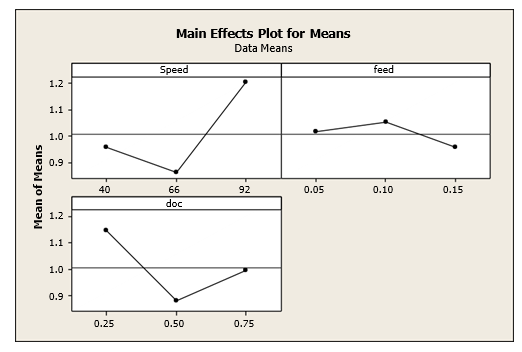 Main Effects Plot for Means
Data Means
Speed feed
1.2
1.1
1.0
0.9
40 66 92 0.05 0.10 0.15
Mean of Means
doc
1.2
1.1
1.0
0.9
0.25 0.50 0.75